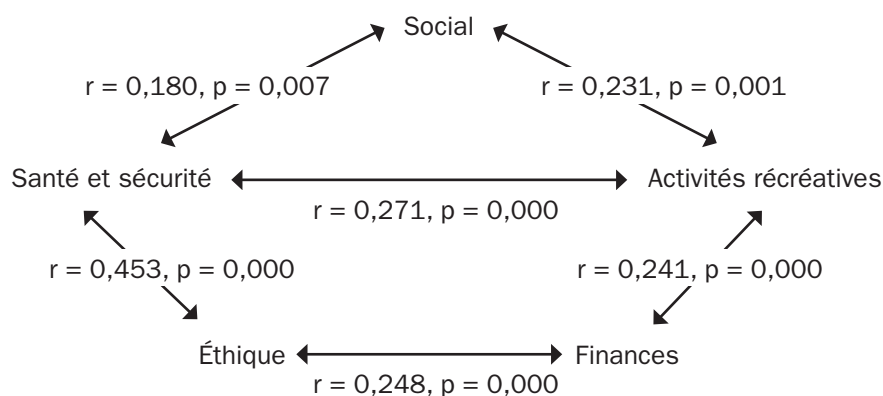 Social
r = 0,180, p = 0,007
r = 0,231, p = 0,001
Santé et sécurité
Activités récréatives
r = 0,271, p = 0,000
r = 0,453, p = 0,000
r = 0,241, p = 0,000
Éthique
Finances
r = 0,248, p = 0,000